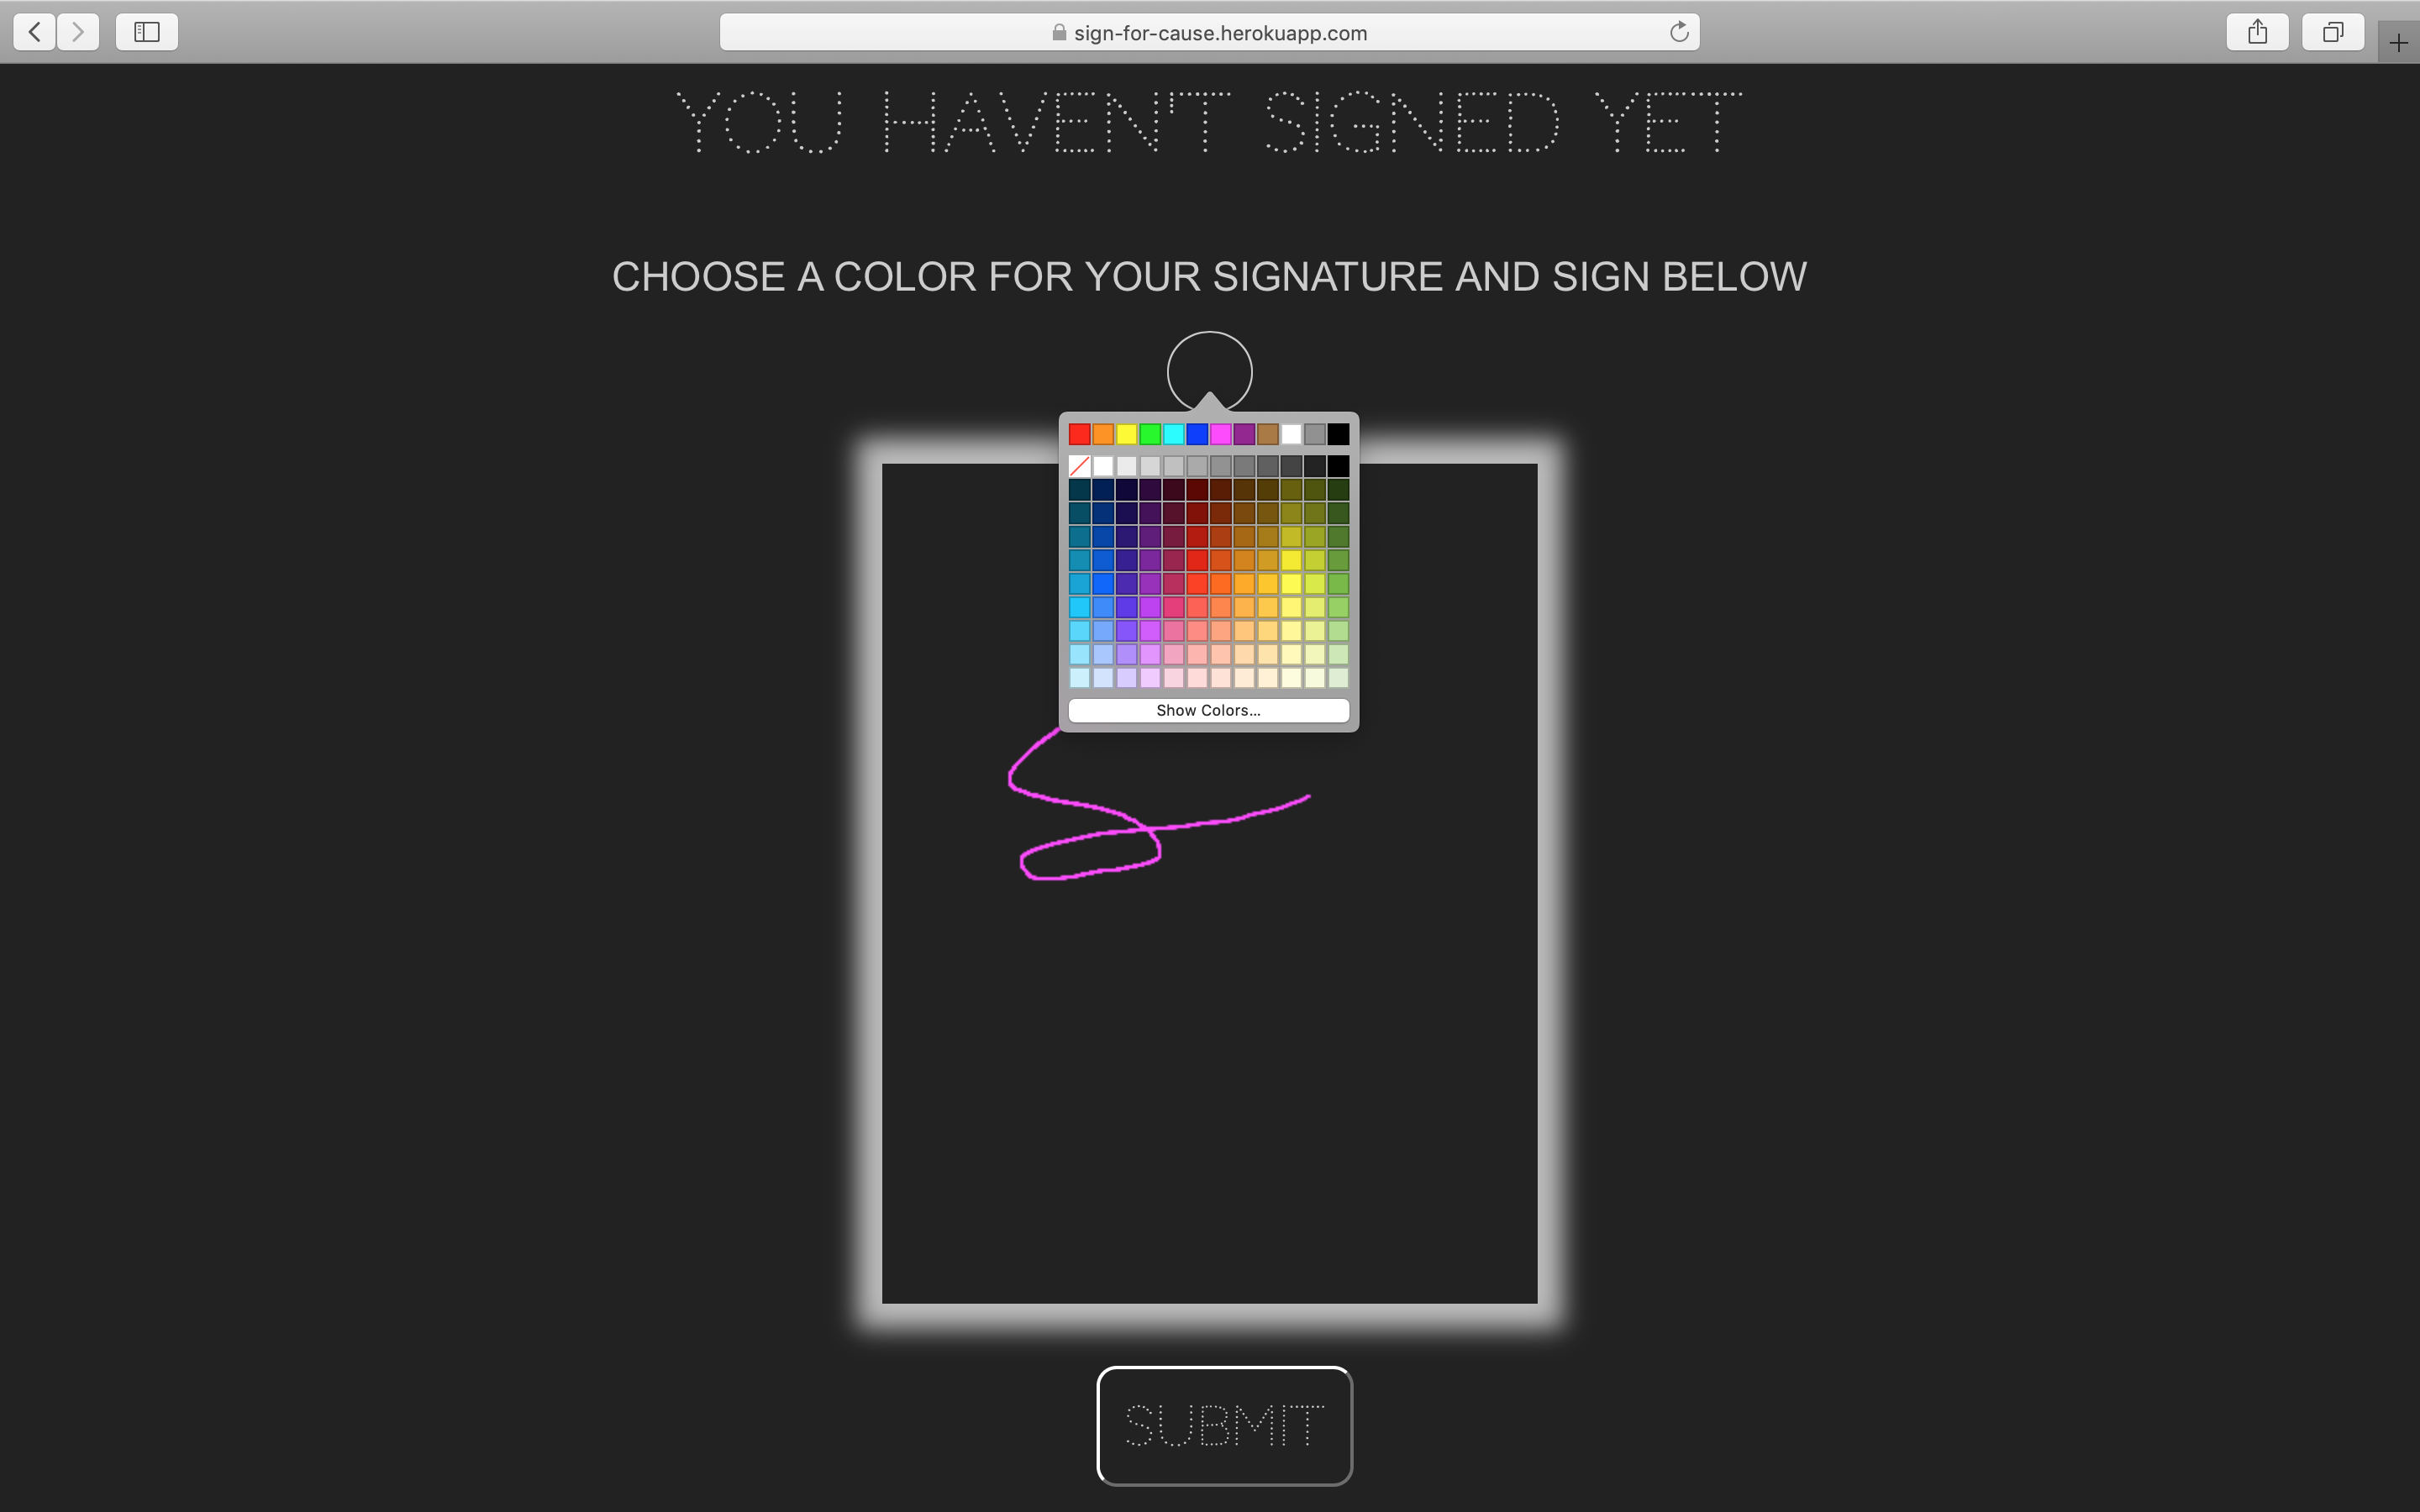 sign-for-cause.herokuapp.com
YOU HAVEN'T SIGNED YET
CHOOSE A COLOR FOR YOUR SIGNATURE AND SIGN BELOW
Show Colors...
SUBMIT